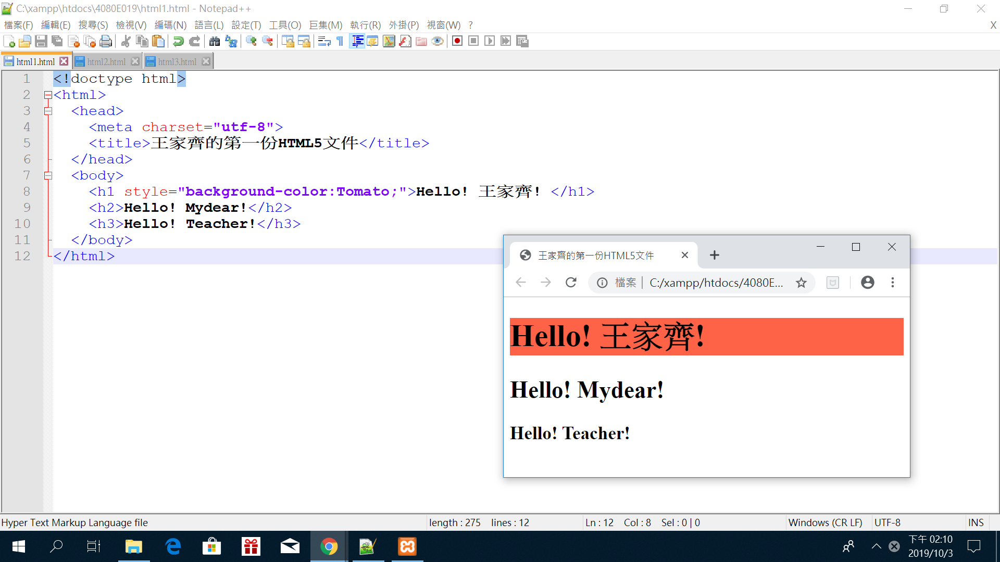 C:\xampp\htdocs\4080E019\html1.html - Notepad++
檔案(F) 編輯(E) 搜尋(S) 檢視(V) 編碼(N) 語言(L) 設定(T) 工具(O) 巨集(M) 執行(R) 外掛(P) 視窗(W) ? X
html1.html html2.html html3.html
1 <!doctype html>
2 <html>
3 <head>
4 <meta charset="utf-8">
5 <title>王家齊的第一份HTML5文件</title>
6 </head>
7 <body>
8 <h1 style="background-color:Tomato;">Hello! 王家齊! </h1>
9 <h2>Hello! Mydear!</h2>
10 <h3>Hello! Teacher!</h3>
11 </body>
12 </html>
王家齊的第一份HTML5文件
檔案 | C:/xampp/htdocs/4080E...
Hello! 王家齊!
Hello! Mydear!
Hello! Teacher!
Hyper Text Markup Language file length : 275 lines : 12 Ln : 12 Col : 8 Sel : 0 | 0 Windows (CR LF) UTF-8 INS
下午 02:10
2019/10/3